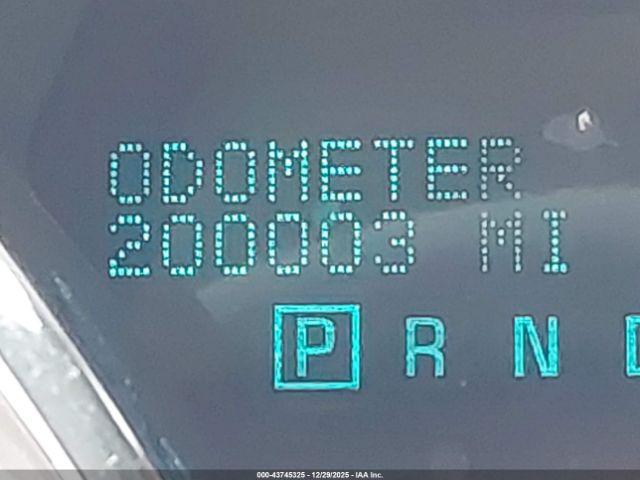 ODOMETER
200003 MI
P R N
000-43745325 - 12/29/2025 - IAA Inc.